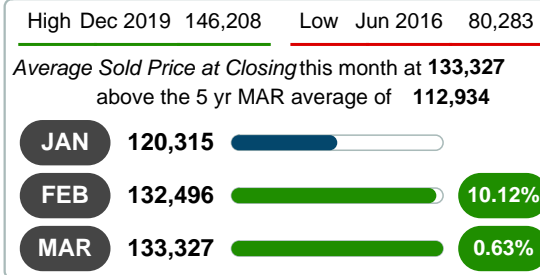 High Dec 2019 146,208 Low Jun 2016 80,283
Average Sold Price at Closing this month at 133,327
above the 5 yr MAR average of 112,934
JAN 120,315
FEB 132,496 10.12%
MAR 133,327 0.63%